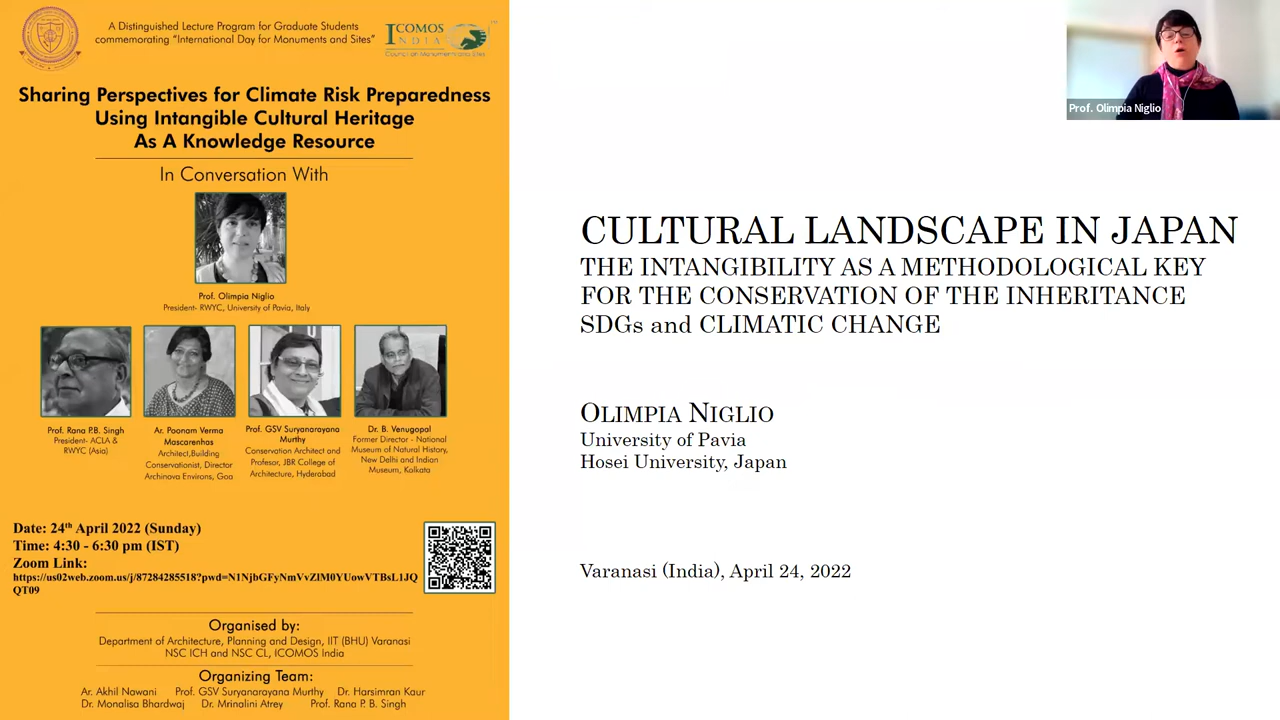 A Distinguished Lecture Program for Graduate Students
commemorating "International Day for Monuments and Sites"
ICOMOS
INDIA
Sharing Perspectives for Climate Risk Preparedness
Using Intangible Cultural Heritage
As A Knowledge Resource
In Conversation With
Prof. Olimpia Niglio
President- RWYC, University of Pavia, Italy
Prof. Rana P.B. Singh
President- ACLA &
RWYC (Asia)
Ar. Poonam Verma
Mascarenhas
Architect,Building
Conservationist, Director
Archinova Environs, Goa
Prof. GSV Suryanarayana
Murthy
Conservation Architect and
Profesor, JBR College of
Architecture, Hyderabad
Dr. B. Venugopal
Former Director - National
Museum of Natural History,
New Delhi and Indian
Museum, Kolkata
Date: 24th April 2022 (Sunday)
Time: 4:30 - 6:30 pm (IST)
Zoom Link:
https://us02web.zoom.us/j/87284285518?pwd=N1NjbGFyNmVvZlM0YUowVTBsL1JQ
QT09
Organised by:
Department of Architecture, Planning and Design, IIT (BHU) Varanasi
NSC ICH and NSC CL, ICOMOS India
Organizing Team:
Ar. Akhil Nawani Prof. GSV Suryanarayana Murthy Dr. Harsimran Kaur
Dr. Monalisa Bhardwaj Dr. Mrinalini Atrey Prof. Rana P. B. Singh
Prof. Olimpia Niglio
CULTURAL LANDSCAPE IN JAPAN
THE INTANGIBILITY AS A METHODOLOGICAL KEY
FOR THE CONSERVATION OF THE INHERITANCE
SDGs and CLIMATIC CHANGE
OLIMPIA NIGLIO
University of Pavia
Hosei University, Japan
Varanasi (India), April 24, 2022